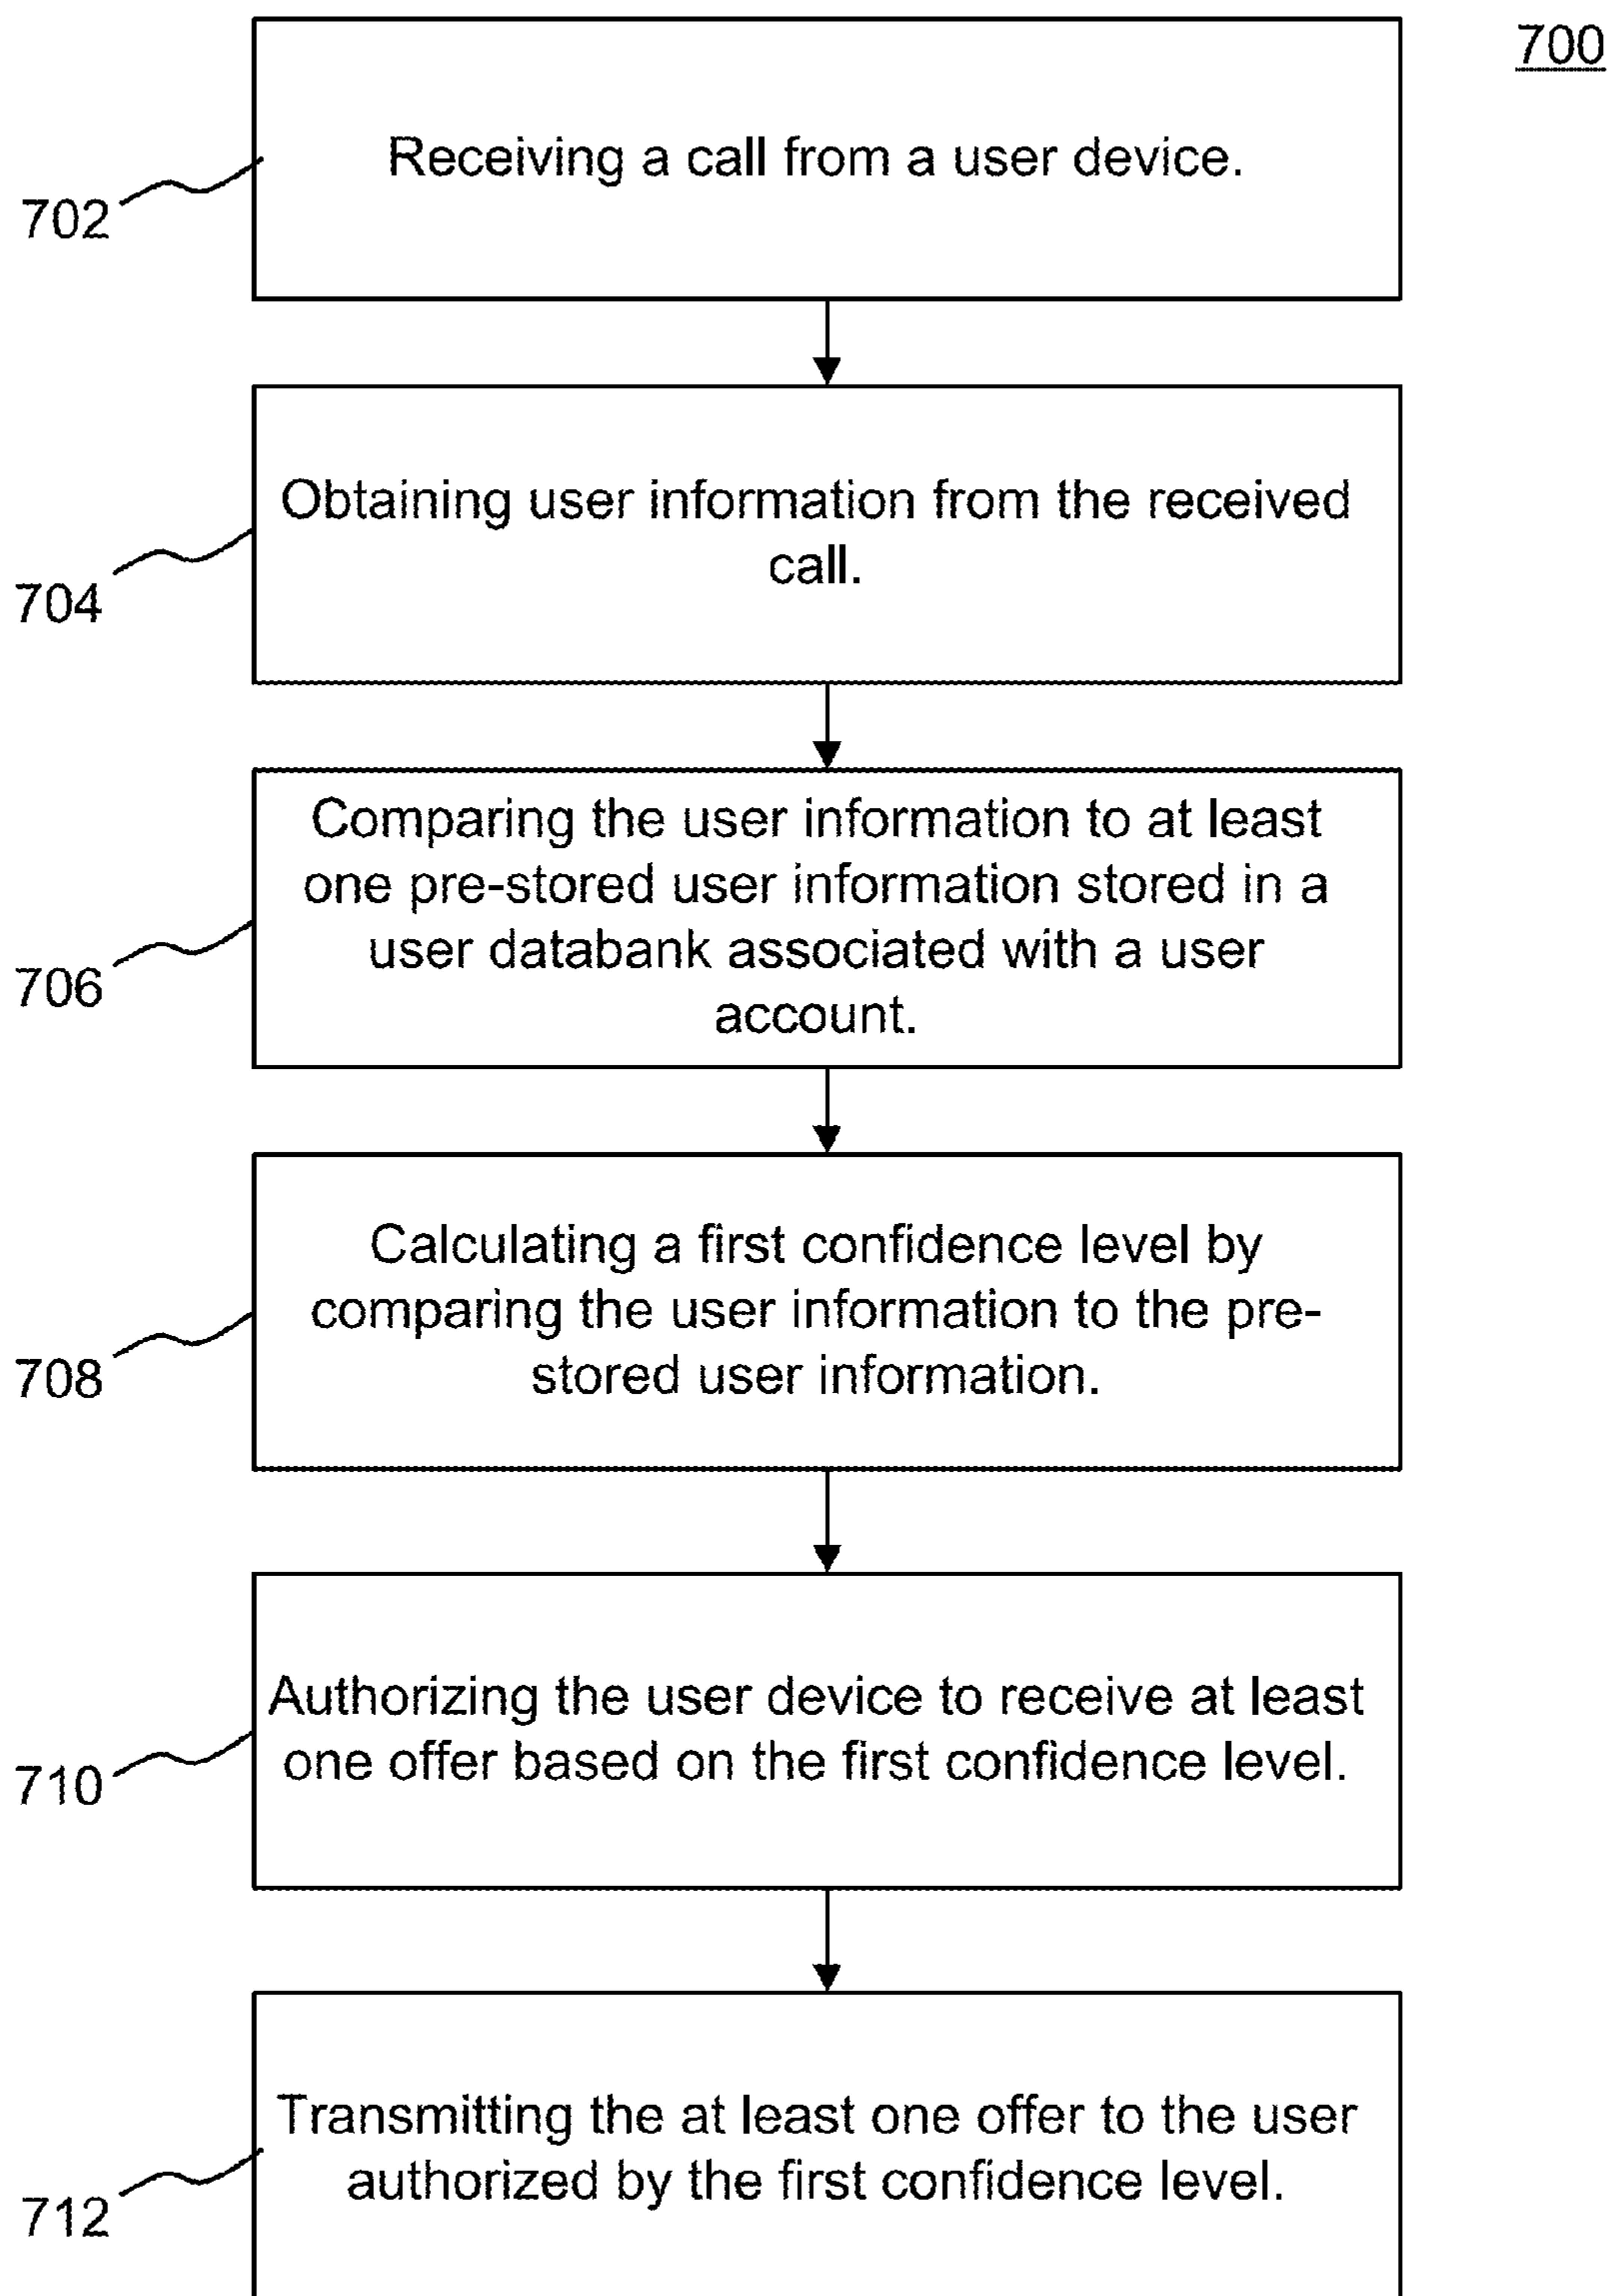 700
Receiving a call from a user device.
702
Obtaining user information from the received
call.
704
Comparing the user information to at least
one pre-stored user information stored in a
user databank associated with a user
account.
706
Calculating a first confidence level by
comparing the user information to the pre-
stored user information.
708
Authorizing the user device to receive at least
one offer based on the first confidence level.
710
Transmitting the at least one offer to the user
authorized by the first confidence level.
712